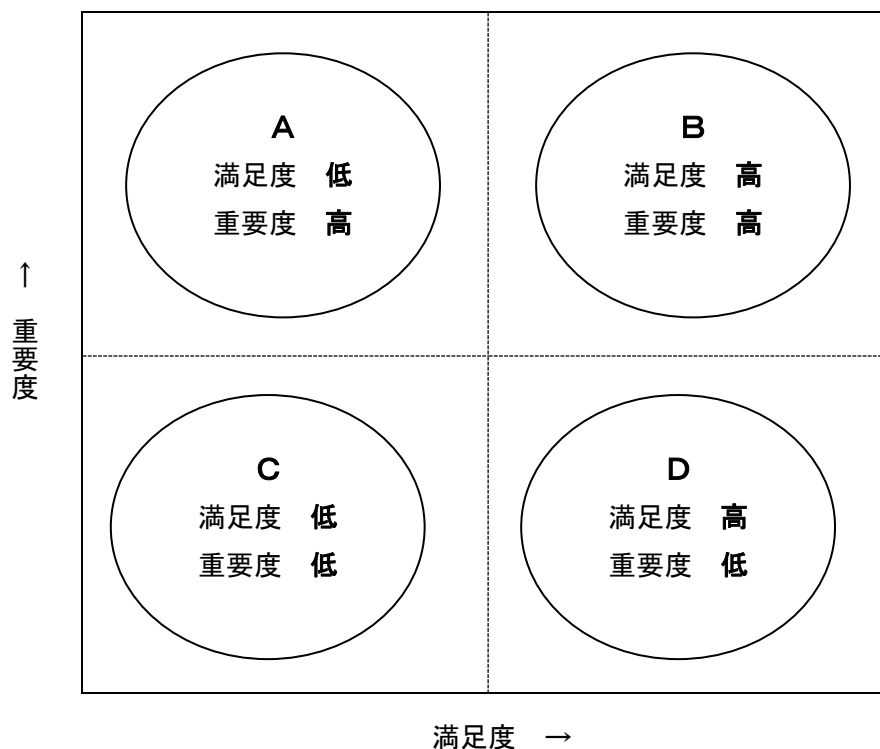 A
満足度 低
重要度 高
B
満足度 高
重要度 高
↑ 重要度
C
満足度 低
重要度 低
D
満足度 高
重要度 低
満足度 →